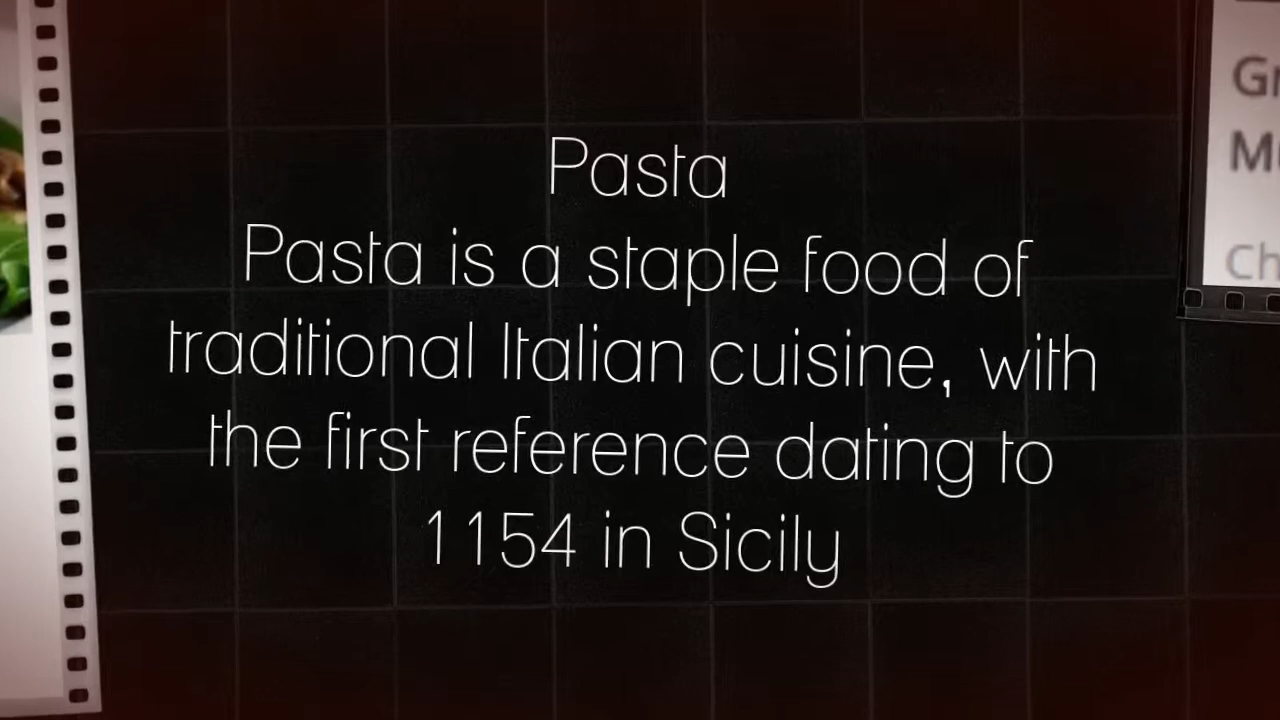 Pasta
Pasta is a staple food of
traditional Italian cuisine, with
the first reference dating to
1154 in Sicily